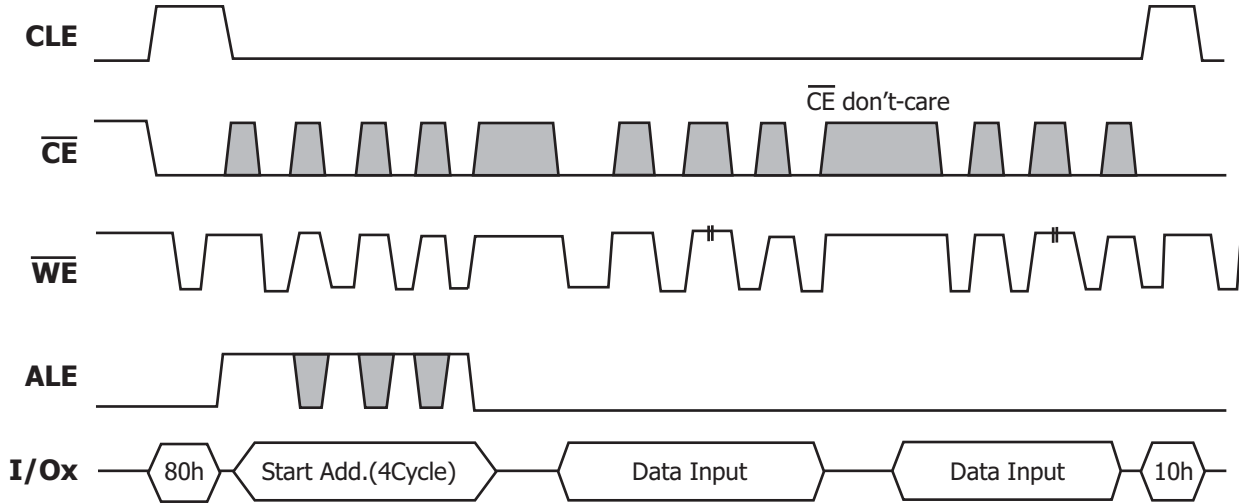 CLE
CE don't-care
CE
WE
ALE
I/Ox 80h Start Add.(4Cycle) Data Input Data Input 10h